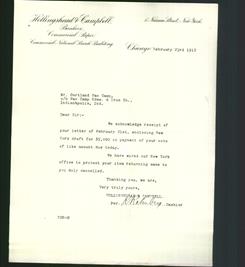 Hollingshead & Campbell
Bankers
Commercial Paper
Commercial National Bank Building
Chicago February 23rd 1912
Mr. Cortland Van Camp,
c/o Van Camp Hdwe. & Iron Co.,
Indianapolis, Ind.
Dear Sir:-
We acknowledge receipt of
your letter of February 21st, enclosing New
York draft for $5,000 in payment of your note
of like amount due today.
We have wired our New York
office to protect your item returning same to
you duly cancelled.
Thanking you, we are,
Very truly yours,
HOLLINGSHEAD & CAMPBELL
Per. Cashier